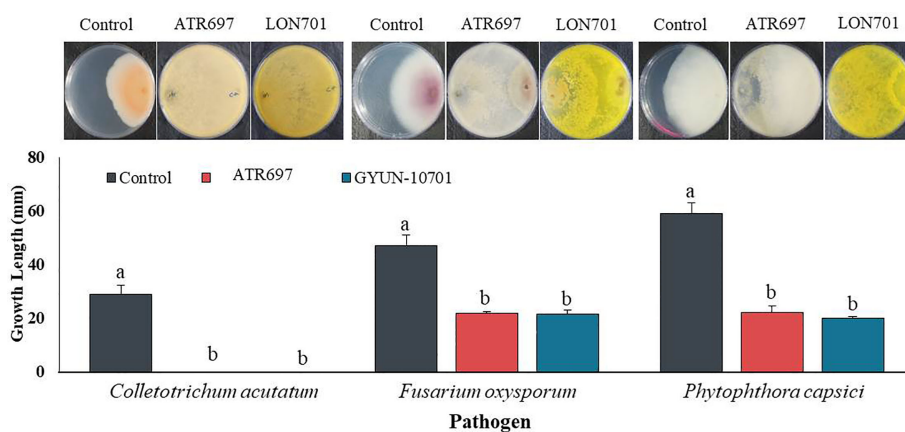 Control ATR697 LON701 Control ATR697 LON701 Control ATR697 LON701
80
60
40
20
0
Growth Length (mm)
Control ATR697 GYUN-10701
a b b a b b a b b
Colletotrichum acutatum Fusarium oxysporum Phytophthora capsici
Pathogen